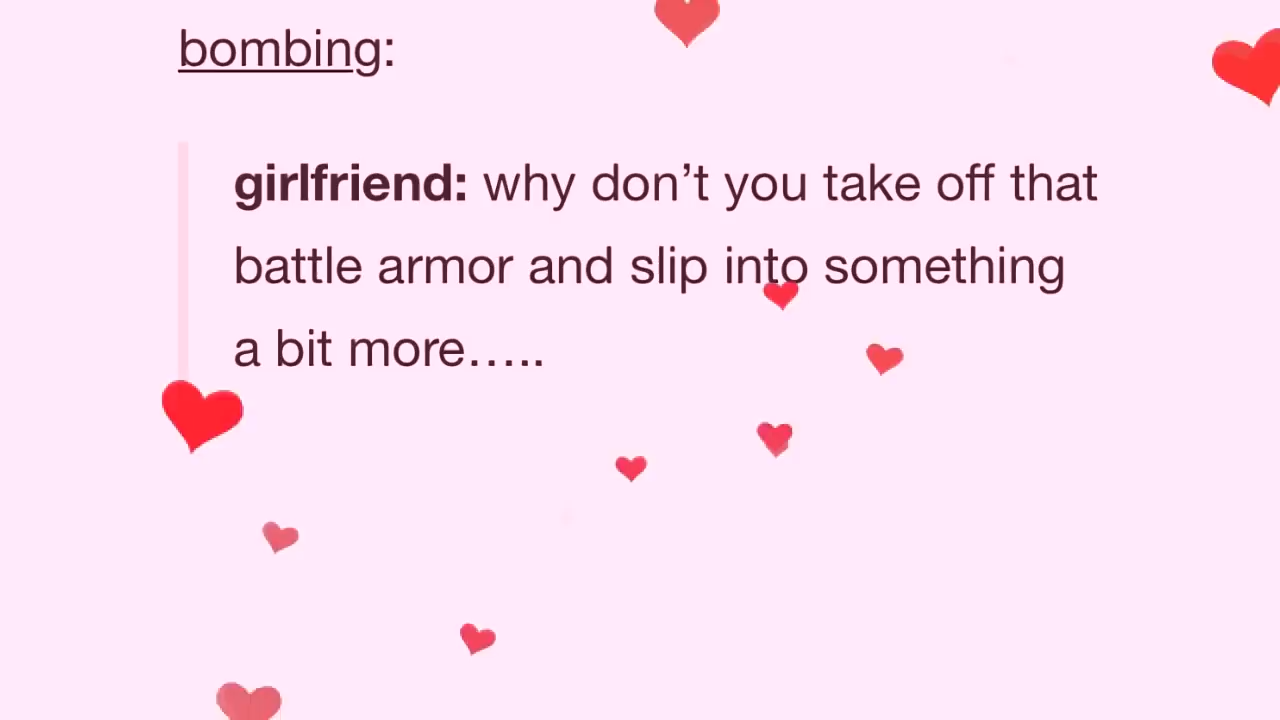 bombing:
girlfriend: why don’t you take off that
battle armor and slip into something
a bit more…..